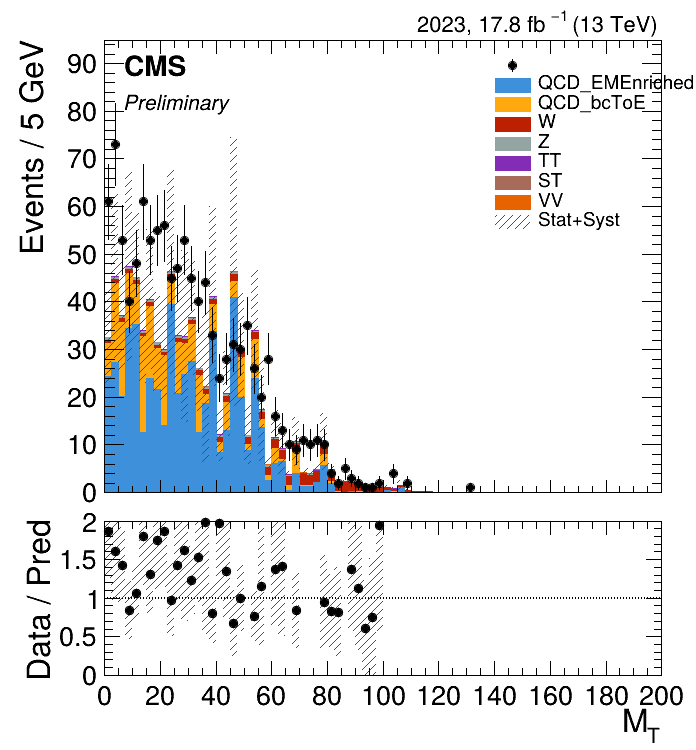 2023, 17.8 fb⁻¹ (13 TeV)
CMS
Preliminary
QCD_EMEnriched
QCD_bcToE
W
Z
TT
ST
VV
Stat+Syst
Events / 5 GeV
90
80
70
60
50
40
30
20
10
0
Data / Pred
2
1.5
1
0.5
0
0 20 40 60 80 100 120 140 160 180 200
M_T